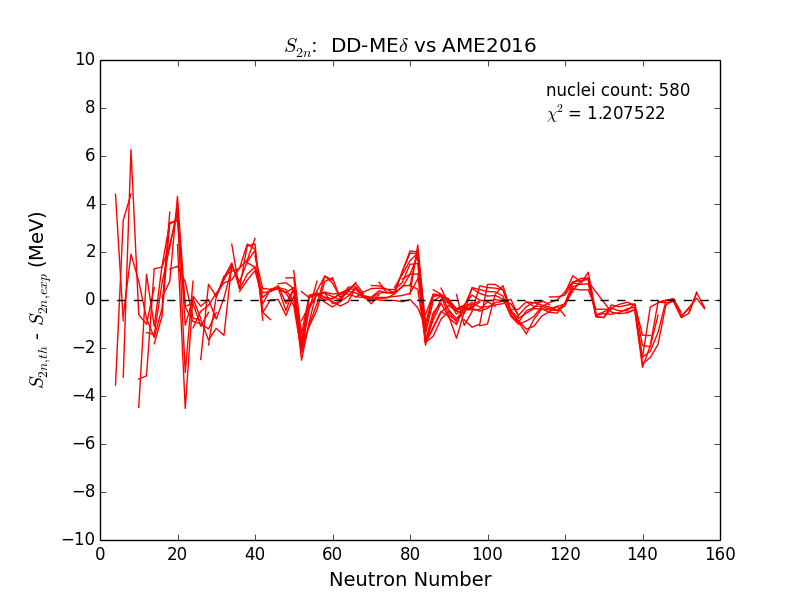 S2n: DD-MEδ vs AME2016
nuclei count: 580
χ² = 1.207522
S2n,th - S2n,exp (MeV)
10
8
6
4
2
0
−2
−4
−6
−8
−10
0 20 40 60 80 100 120 140 160
Neutron Number